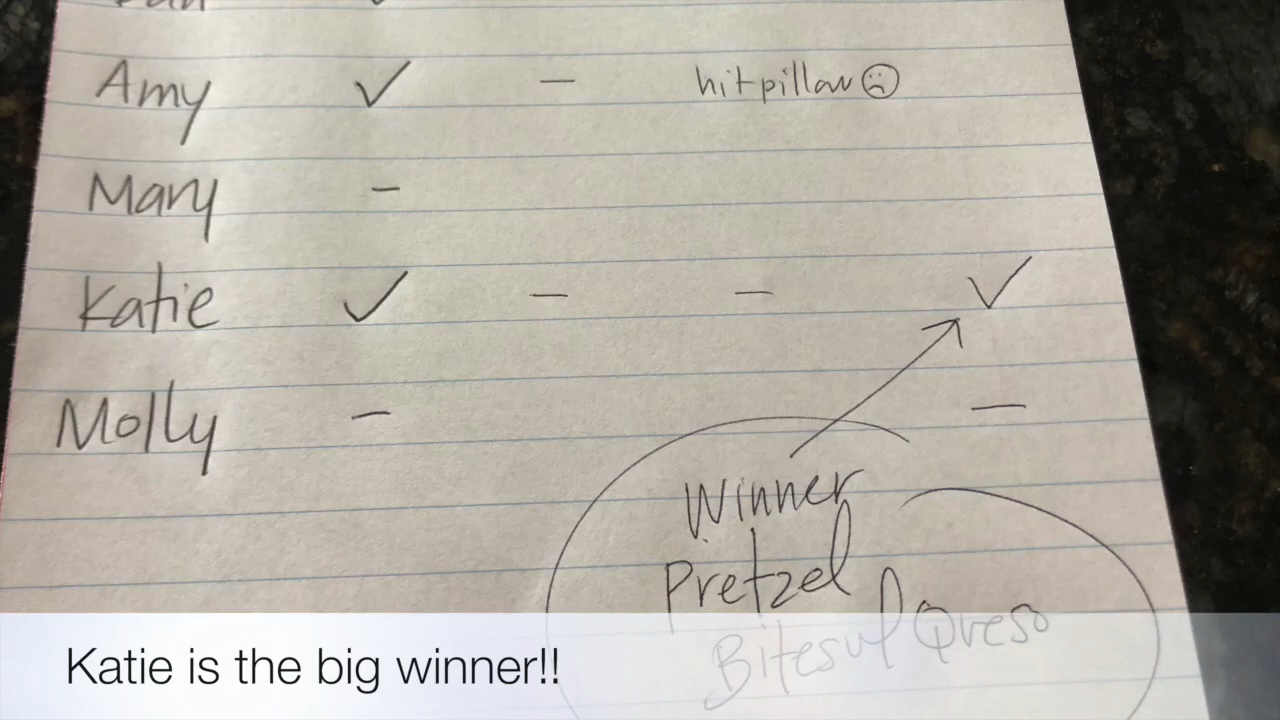 Amy ✓ — hit pillow ☹
Mary —
Katie ✓ — — ✓
Molly — —
Winner
Pretzel
Bites w/ Queso
Katie is the big winner!!